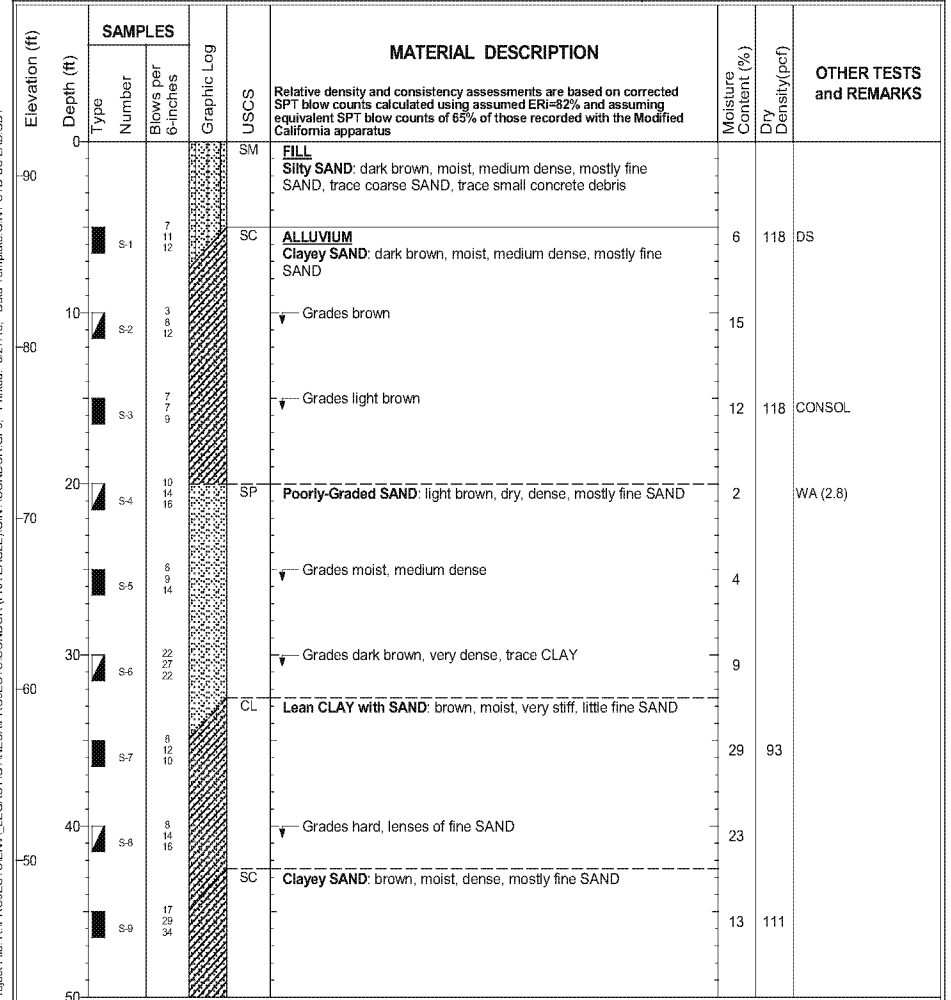 Elevation (ft)
Depth (ft)
SAMPLES
Type
Number
Blows per
6-inches
Graphic Log
USCS
MATERIAL DESCRIPTION
Relative density and consistency assessments are based on corrected
SPT blow counts calculated using assumed ERi=82% and assuming
equivalent SPT blow counts of 65% of those recorded with the Modified
California apparatus
Moisture
Content (%)
Dry
Density(pcf)
OTHER TESTS
and REMARKS
0
SM
FILL
90
Silty SAND: dark brown, moist, medium dense, mostly fine
SAND, trace coarse SAND, trace small concrete debris
S-1
7
11
12
SC
ALLUVIUM
6
118
DS
Clayey SAND: dark brown, moist, medium dense, mostly fine
SAND
10
S-2
3
8
12
Grades brown
15
80
S-3
7
7
9
Grades light brown
12
118
CONSOL
20
S-4
10
14
16
SP
Poorly-Graded SAND: light brown, dry, dense, mostly fine SAND
2
WA (2.8)
70
S-5
6
9
14
Grades moist, medium dense
4
30
S-6
22
27
22
Grades dark brown, very dense, trace CLAY
9
60
CL
Lean CLAY with SAND: brown, moist, very stiff, little fine SAND
S-7
8
12
10
29
93
40
S-8
8
14
16
Grades hard, lenses of fine SAND
23
50
SC
Clayey SAND: brown, moist, dense, mostly fine SAND
S-9
17
29
34
13
111
50